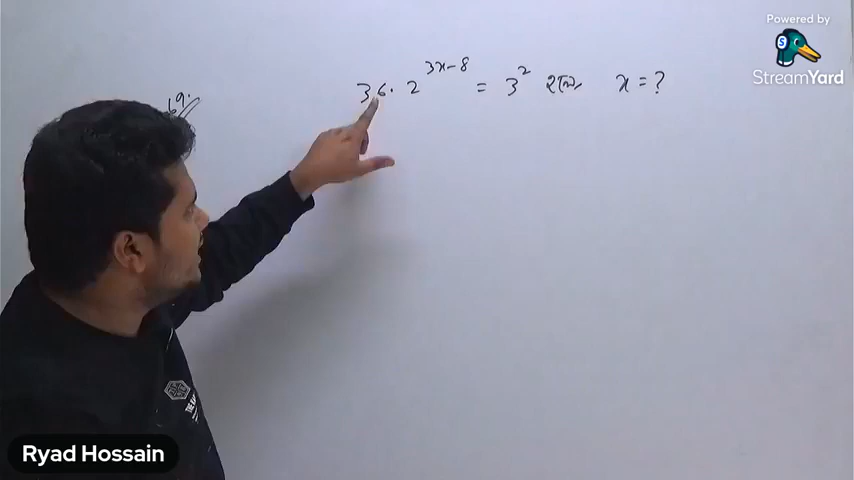 Powered by
S
StreamYard
69.
36. 2^{3x-8} = 3^2 হলে x = ?
Ryad Hossain